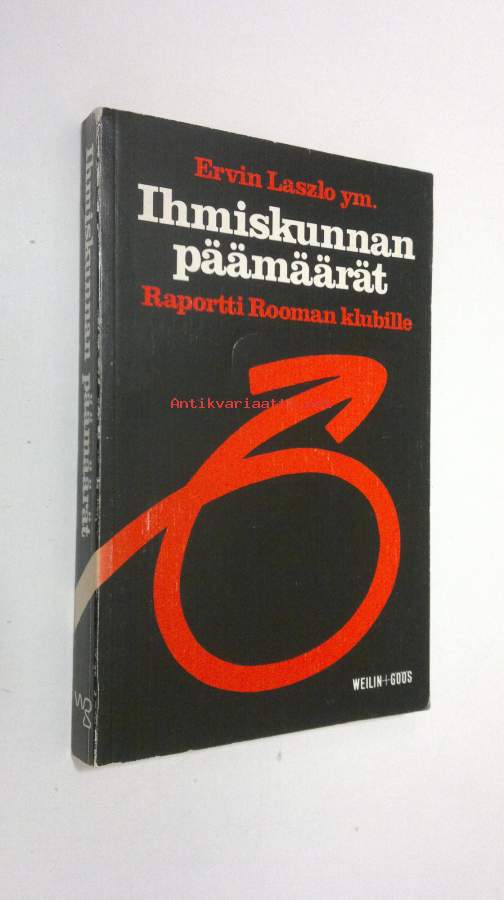 Ervin Laszlo ym.
Ihmiskunnan
päämäärät
Raportti Rooman klubille
WEILIN+GÖÖS
Ihmiskunnan päämäärät